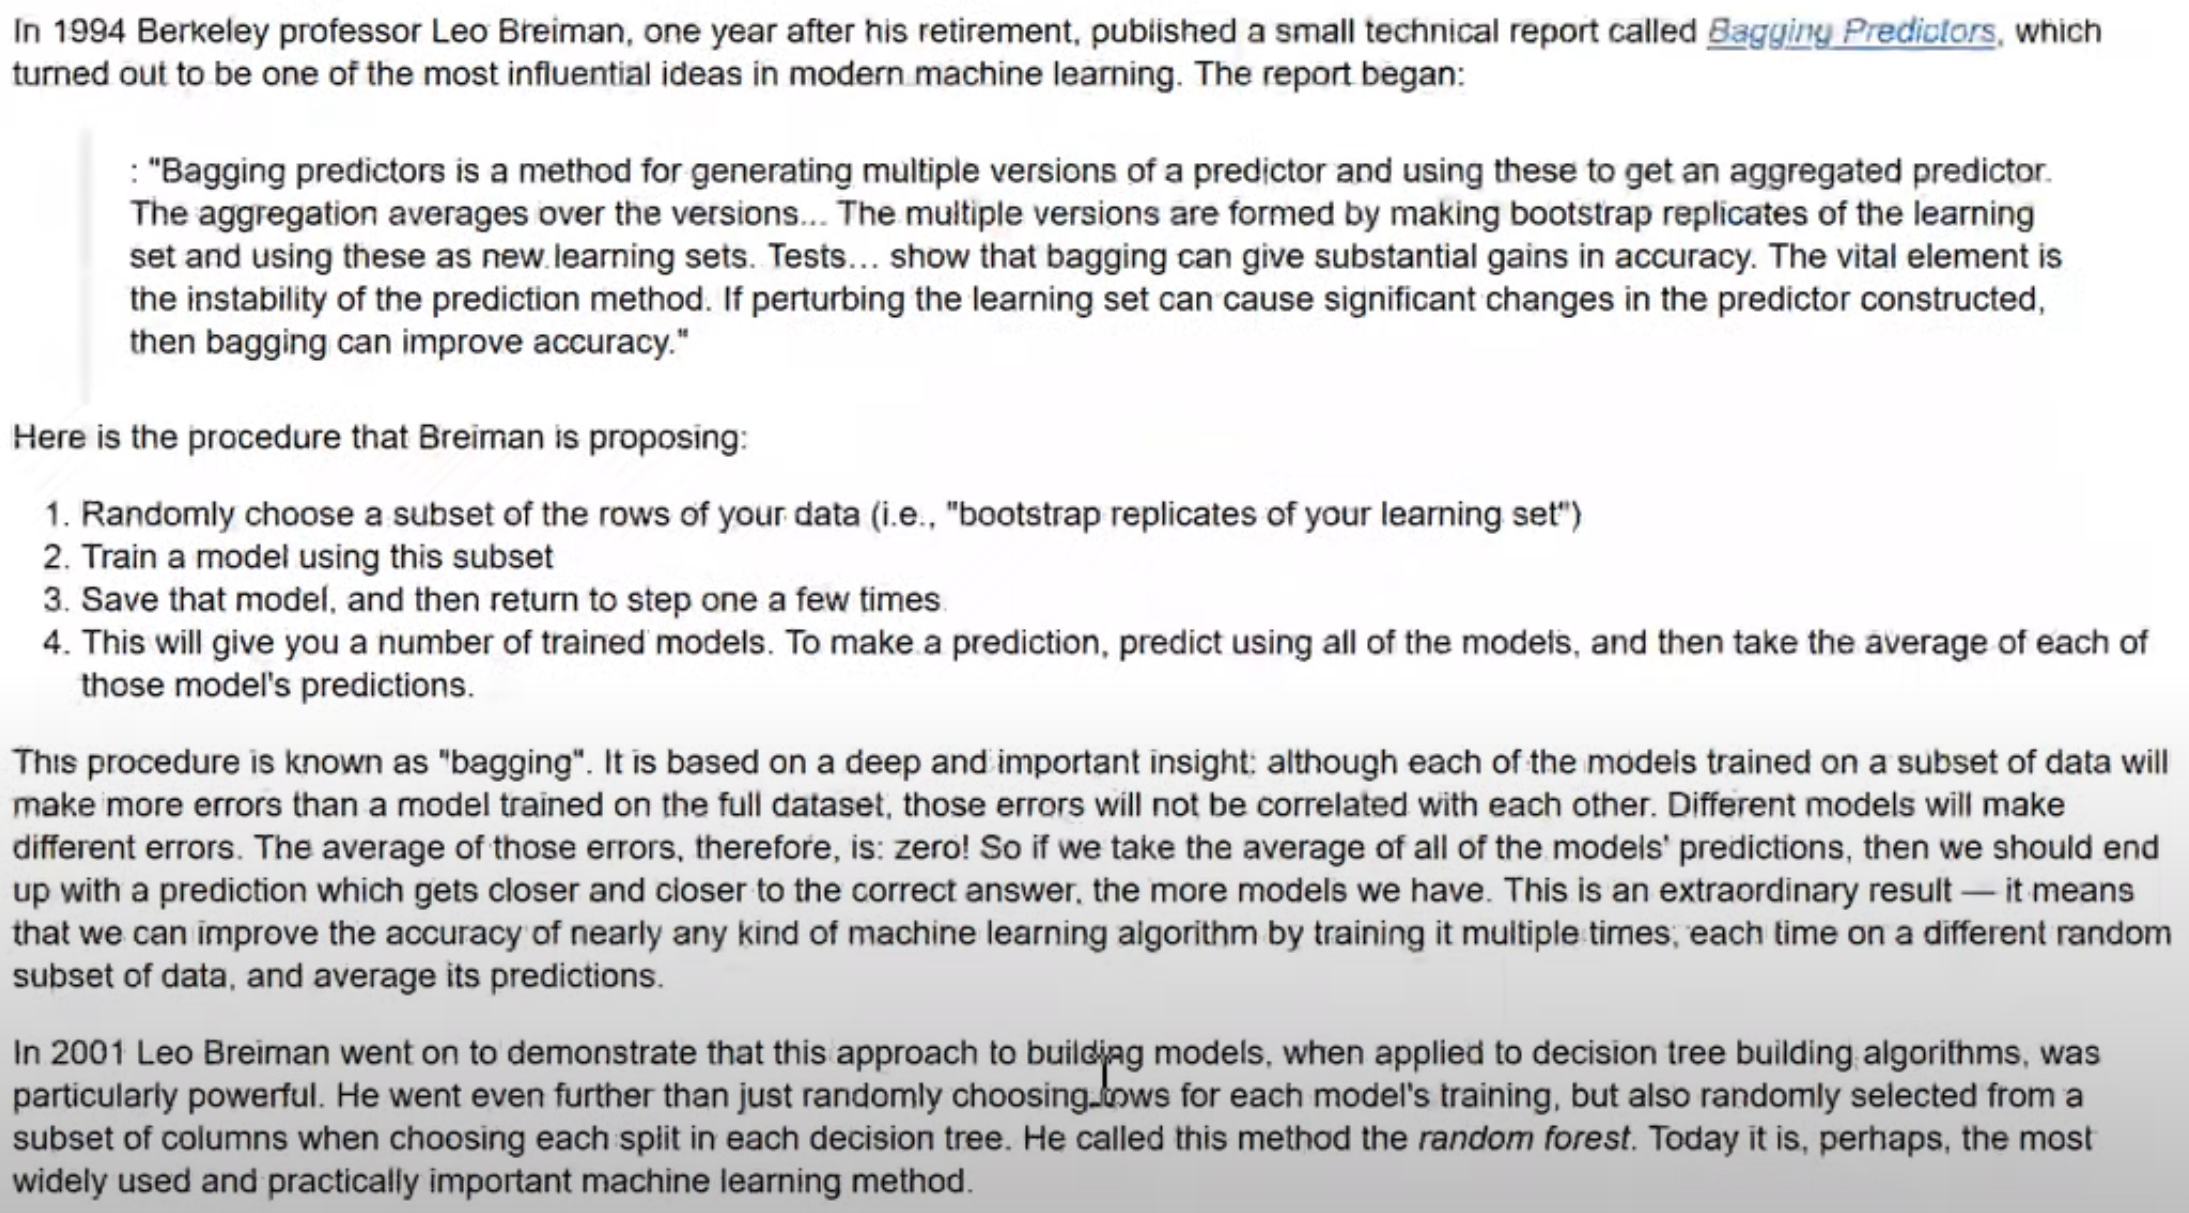 In 1994 Berkeley professor Leo Breiman, one year after his retirement, published a small technical report called Bagging Predictors, which
turned out to be one of the most influential ideas in modern machine learning. The report began:
: "Bagging predictors is a method for generating multiple versions of a predictor and using these to get an aggregated predictor.
The aggregation averages over the versions... The multiple versions are formed by making bootstrap replicates of the learning
set and using these as new learning sets. Tests... show that bagging can give substantial gains in accuracy. The vital element is
the instability of the prediction method. If perturbing the learning set can cause significant changes in the predictor constructed,
then bagging can improve accuracy."
Here is the procedure that Breiman is proposing:
1. Randomly choose a subset of the rows of your data (i.e., "bootstrap replicates of your learning set")
2. Train a model using this subset
3. Save that model, and then return to step one a few times
4. This will give you a number of trained models. To make a prediction, predict using all of the models, and then take the average of each of
those model's predictions.
This procedure is known as "bagging". It is based on a deep and important insight: although each of the models trained on a subset of data will
make more errors than a model trained on the full dataset, those errors will not be correlated with each other. Different models will make
different errors. The average of those errors, therefore, is: zero! So if we take the average of all of the models' predictions, then we should end
up with a prediction which gets closer and closer to the correct answer, the more models we have. This is an extraordinary result — it means
that we can improve the accuracy of nearly any kind of machine learning algorithm by training it multiple times, each time on a different random
subset of data, and average its predictions.
In 2001 Leo Breiman went on to demonstrate that this approach to building models, when applied to decision tree building algorithms, was
particularly powerful. He went even further than just randomly choosing rows for each model's training, but also randomly selected from a
subset of columns when choosing each split in each decision tree. He called this method the random forest. Today it is, perhaps, the most
widely used and practically important machine learning method.